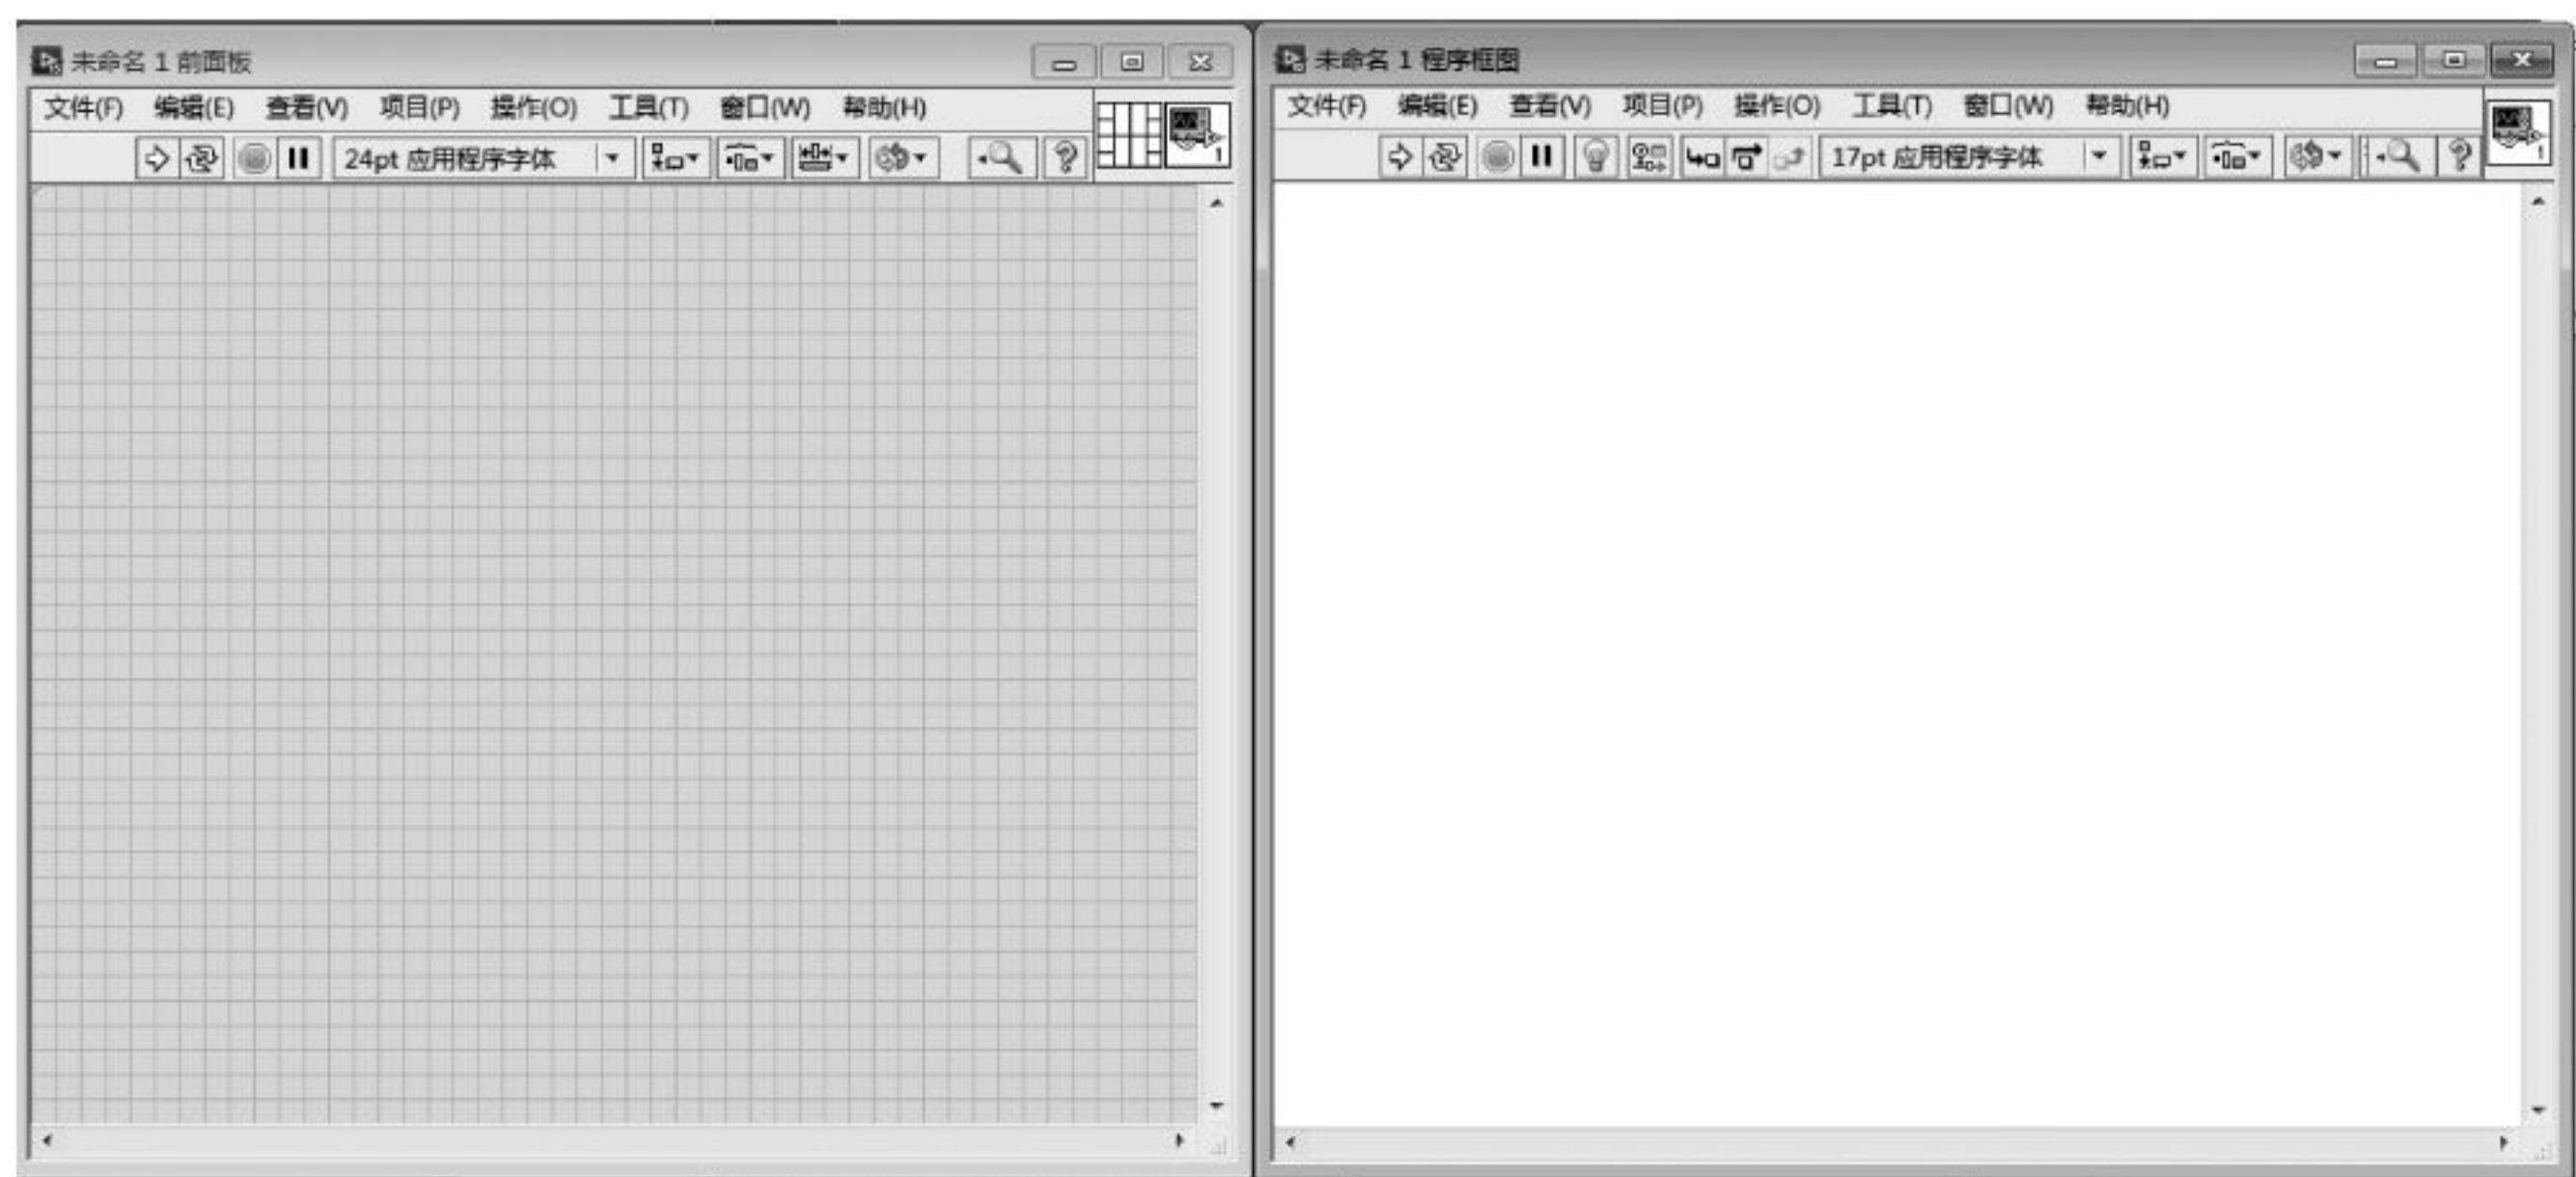 未命名 1 前面板
文件(F) 编辑(E) 查看(V) 项目(P) 操作(O) 工具(T) 窗口(W) 帮助(H)
24pt 应用程序字体
1
未命名 1 程序框图
文件(F) 编辑(E) 查看(V) 项目(P) 操作(O) 工具(T) 窗口(W) 帮助(H)
17pt 应用程序字体
1